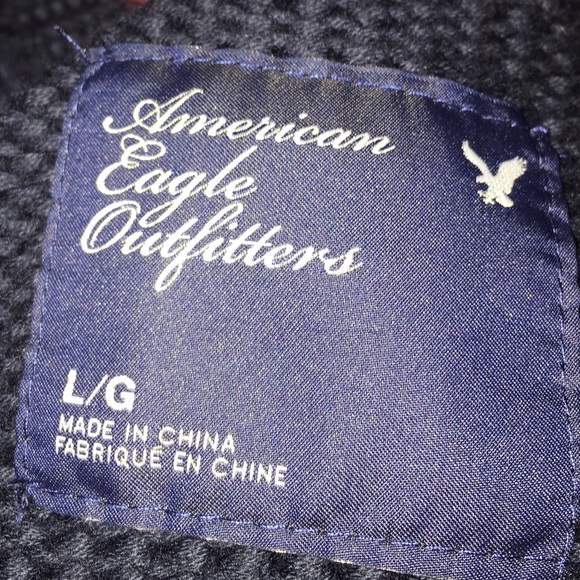 American
Eagle
Outfitters
L/G
MADE IN CHINA
FABRIQUÉ EN CHINE